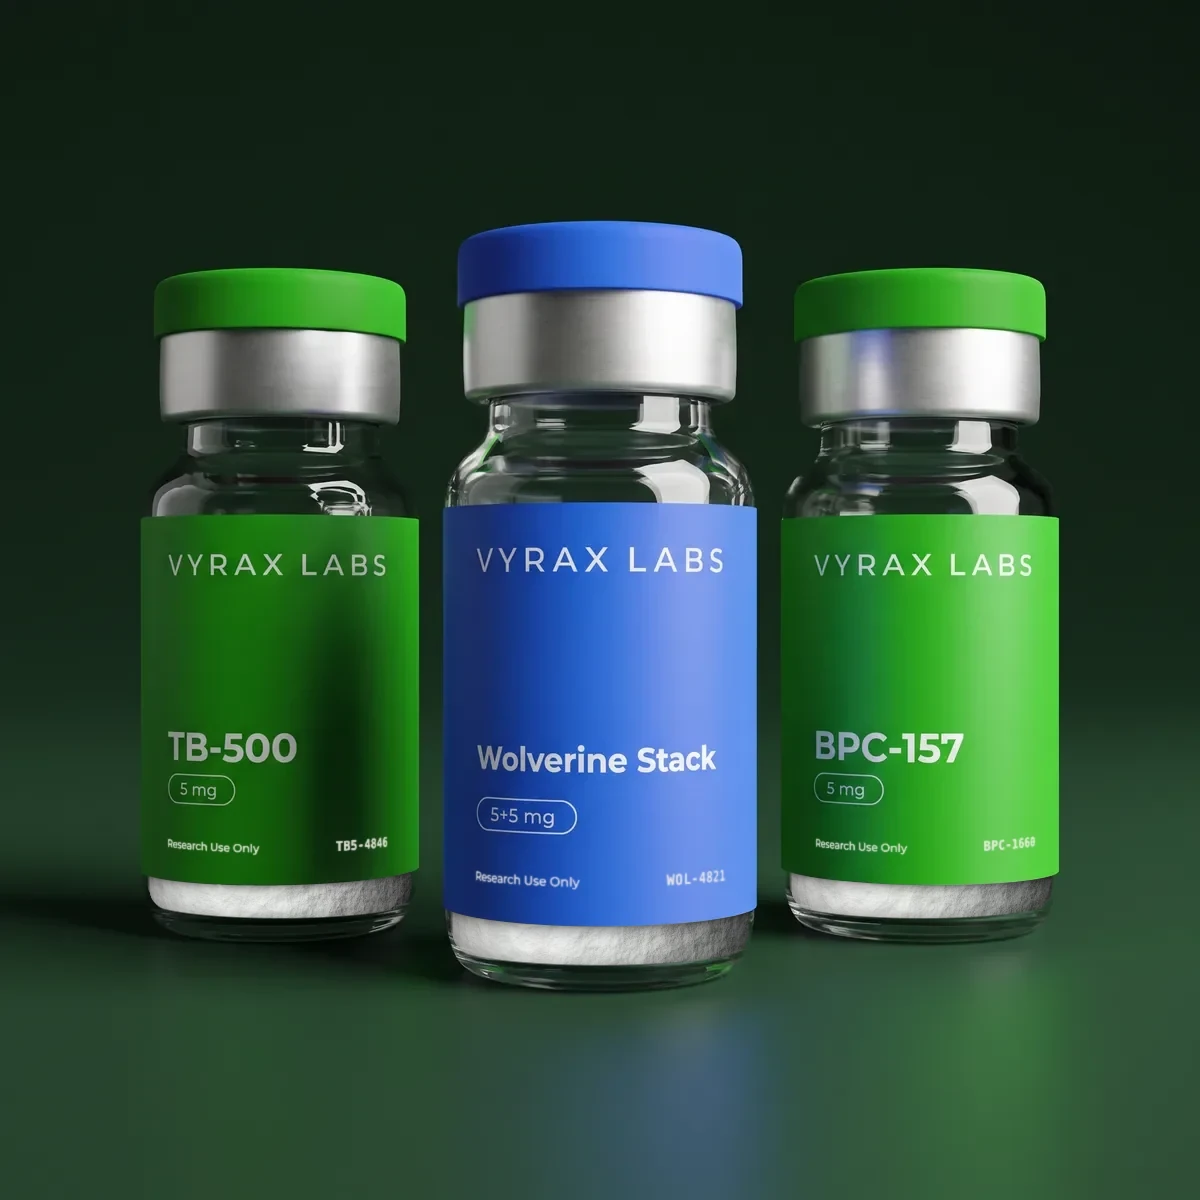 VYRAX LABS
TB-500
5 mg
Research Use Only
TB5-4846
VYRAX LABS
Wolverine Stack
5+5 mg
Research Use Only
WOL-4821
VYRAX LABS
BPC-157
5 mg
Research Use Only
BPC-1660